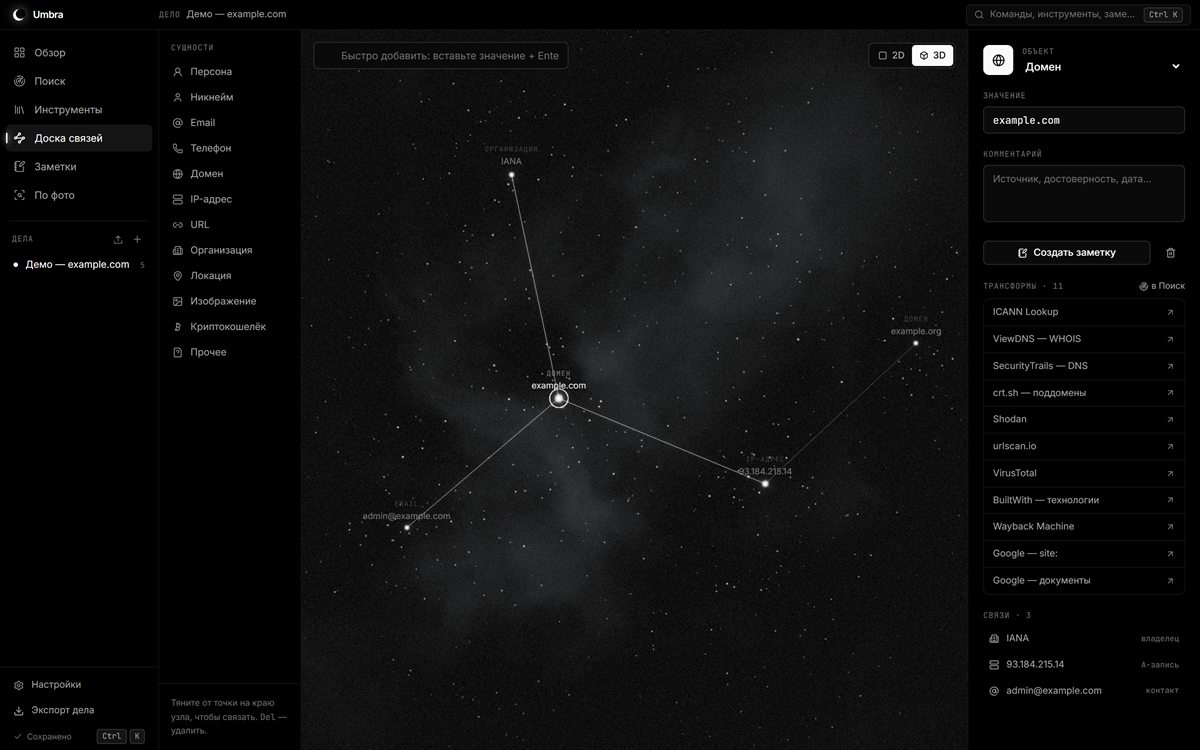 Umbra
ДЕЛО Демо — example.com
Команды, инструменты, заме... Ctrl K
Обзор
Поиск
Инструменты
Доска связей
Заметки
По фото
ДЕЛА
Демо — example.com 5
Настройки
Экспорт дела
Сохранено Ctrl K
СУЩНОСТИ
Персона
Никнейм
Email
Телефон
Домен
IP-адрес
URL
Организация
Локация
Изображение
Криптокошелёк
Прочее
Тяните от точки на краю
узла, чтобы связать. Del —
удалить.
Быстро добавить: вставьте значение + Ente
2D 3D
ОРГАНИЗАЦИЯ
IANA
ДОМЕН
example.org
ДОМЕН
example.com
IP-АДРЕС
93.184.215.14
EMAIL
admin@example.com
ОБЪЕКТ
Домен
ЗНАЧЕНИЕ
example.com
КОММЕНТАРИЙ
Источник, достоверность, дата...
Создать заметку
ТРАНСФОРМЫ · 11 в Поиск
ICANN Lookup
ViewDNS — WHOIS
SecurityTrails — DNS
crt.sh — поддомены
Shodan
urlscan.io
VirusTotal
BuiltWith — технологии
Wayback Machine
Google — site:
Google — документы
СВЯЗИ · 3
IANA владелец
93.184.215.14 A-запись
admin@example.com контакт